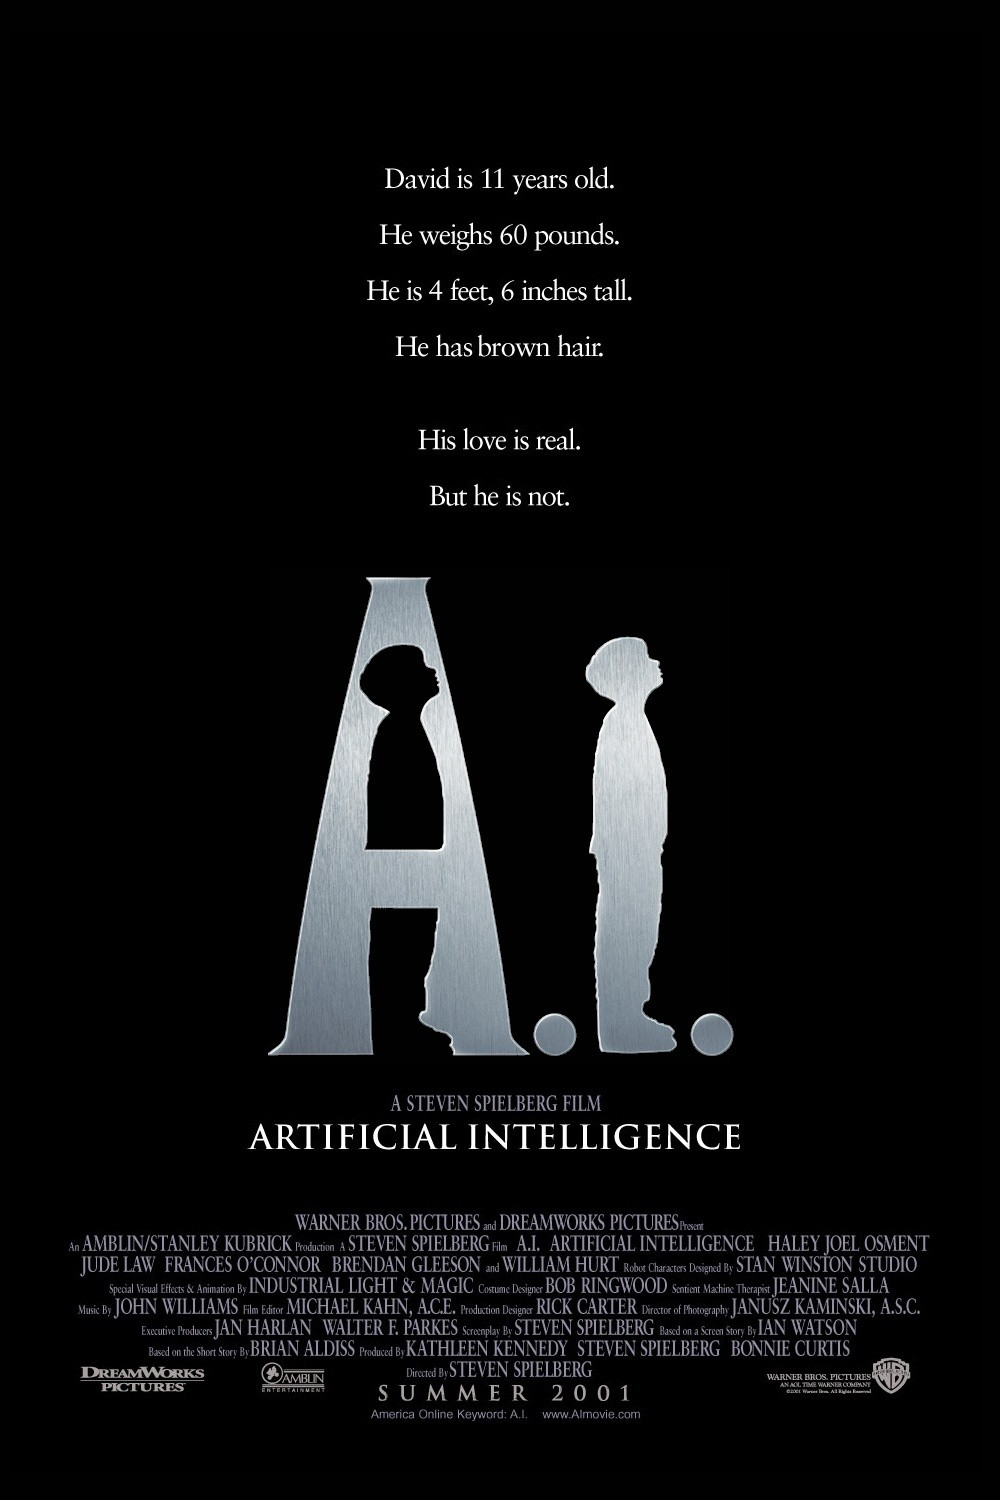 David is 11 years old.
He weighs 60 pounds.
He is 4 feet, 6 inches tall.
He has brown hair.
His love is real.
But he is not.
A.I.
A STEVEN SPIELBERG FILM
ARTIFICIAL INTELLIGENCE
WARNER BROS. PICTURES and DREAMWORKS PICTURES Present
An AMBLIN/STANLEY KUBRICK Production A STEVEN SPIELBERG Film A.I. ARTIFICIAL INTELLIGENCE HALEY JOEL OSMENT
JUDE LAW FRANCES O'CONNOR BRENDAN GLEESON and WILLIAM HURT Robot Characters Designed By STAN WINSTON STUDIO
Special Visual Effects & Animation By INDUSTRIAL LIGHT & MAGIC Costume Designer BOB RINGWOOD Sentient Machine Therapist JEANINE SALLA
Music By JOHN WILLIAMS Film Editor MICHAEL KAHN, A.C.E. Production Designer RICK CARTER Director of Photography JANUSZ KAMINSKI, A.S.C.
Executive Producers JAN HARLAN WALTER F. PARKES Screenplay By STEVEN SPIELBERG Based on a Screen Story By IAN WATSON
Based on the Short Story By BRIAN ALDISS Produced By KATHLEEN KENNEDY STEVEN SPIELBERG BONNIE CURTIS
Directed By STEVEN SPIELBERG
DREAMWORKS
PICTURES
AMBLIN
ENTERTAINMENT
WARNER BROS. PICTURES
AN AOL TIME WARNER COMPANY
©2001 Warner Bros. All Rights Reserved
WB
SUMMER 2001
America Online Keyword: A.I. www.AImovie.com